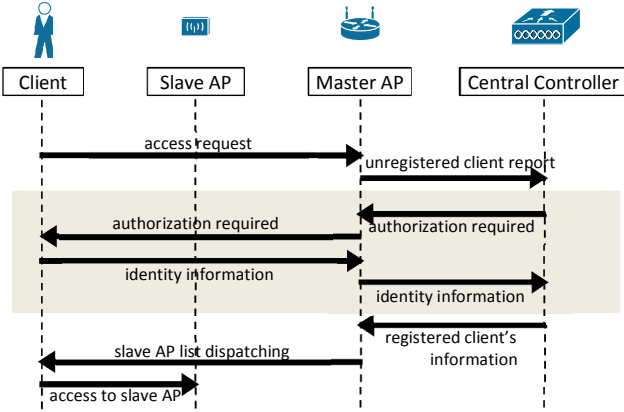 Client
Slave AP
Master AP
Central Controller
access request
unregistered client report
authorization required
authorization required
identity information
identity information
registered client's
information
slave AP list dispatching
access to slave AP